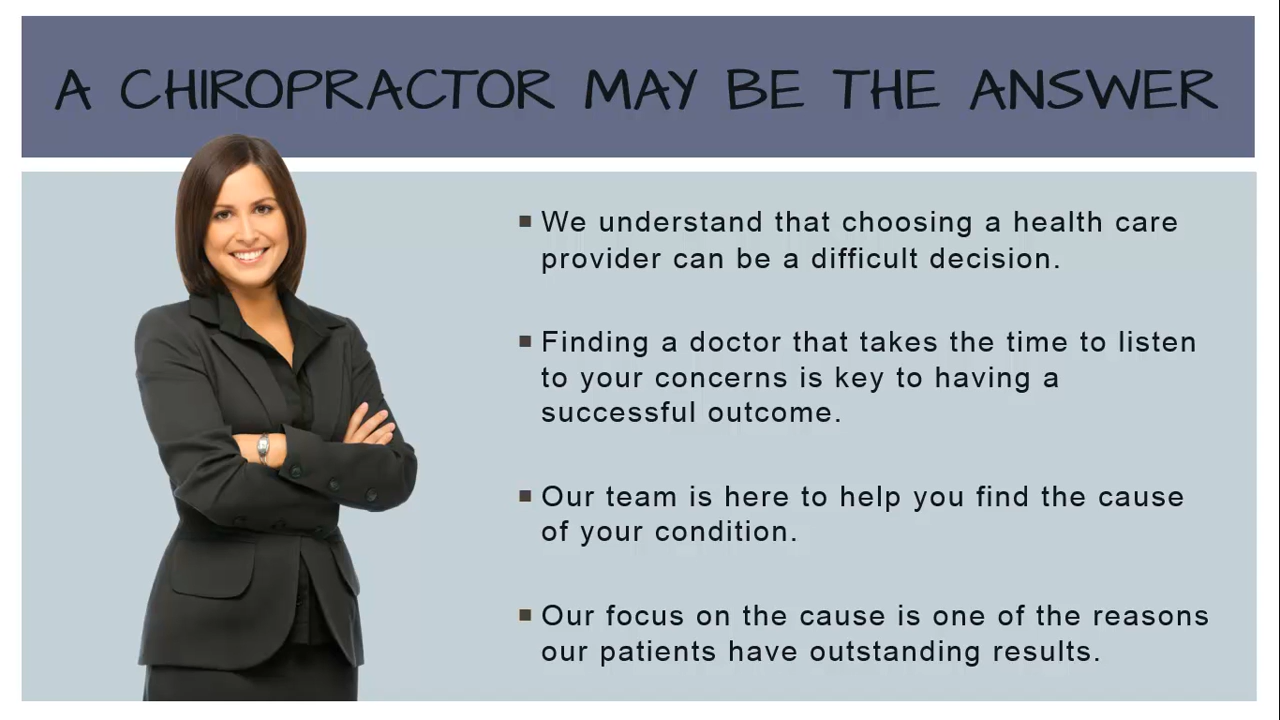 A CHIROPRACTOR MAY BE THE ANSWER
We understand that choosing a health care
provider can be a difficult decision.
Finding a doctor that takes the time to listen
to your concerns is key to having a
successful outcome.
Our team is here to help you find the cause
of your condition.
Our focus on the cause is one of the reasons
our patients have outstanding results.